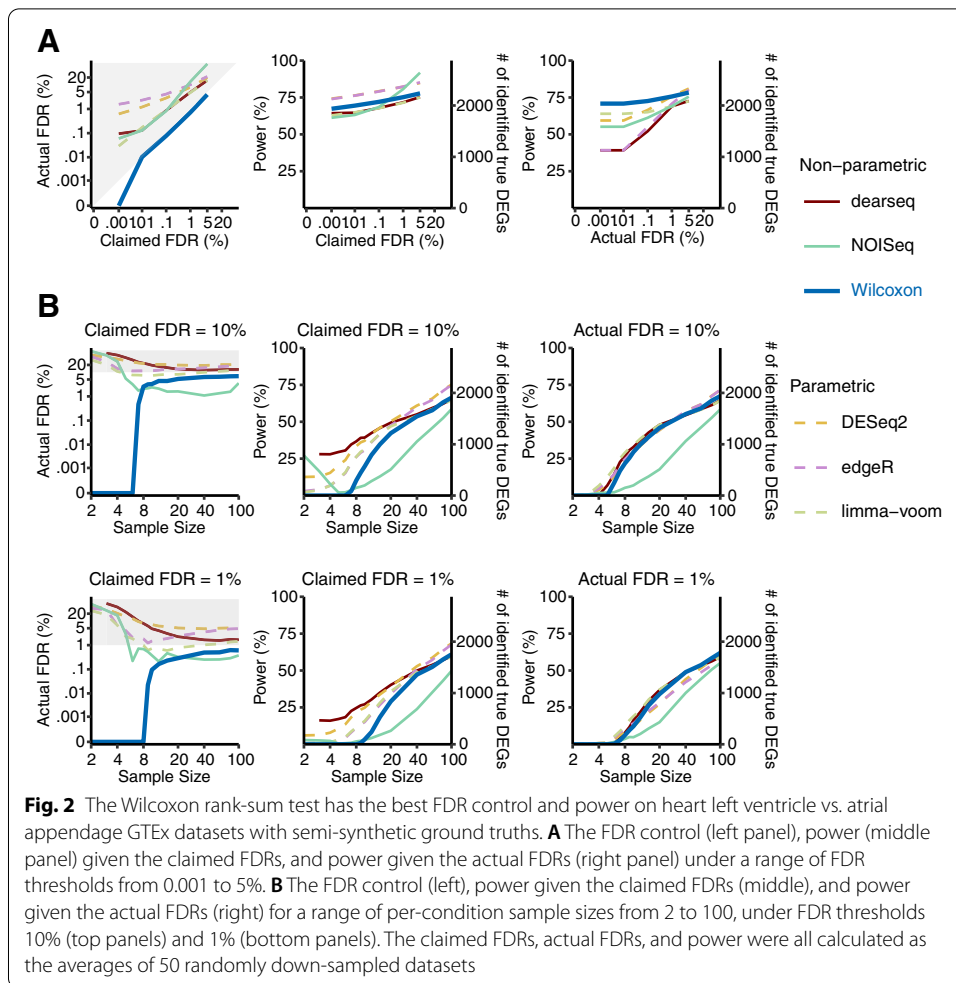 A
Actual FDR (%)
20
5
1
.1
.01
.001
0
0 .001 .01 .1 1 5 20
Claimed FDR (%)
Power (%)
100
75
50
25
2000
1000
0
# of identified true DEGs
0 .001 .01 .1 1 5 20
Claimed FDR (%)
Power (%)
100
75
50
25
2000
1000
0
# of identified true DEGs
0 .001 .01 .1 1 5 20
Actual FDR (%)
Non−parametric
dearseq
NOISeq
Wilcoxon
B
Claimed FDR = 10%
Actual FDR (%)
20
5
1
.1
.01
.001
0
2 4 8 20 40 100
Sample Size
Claimed FDR = 10%
Power (%)
100
75
50
25
2000
1000
0
# of identified true DEGs
2 4 8 20 40 100
Sample Size
Actual FDR = 10%
Power (%)
100
75
50
25
2000
1000
0
# of identified true DEGs
2 4 8 20 40 100
Sample Size
Parametric
DESeq2
edgeR
limma−voom
Claimed FDR = 1%
Actual FDR (%)
20
5
1
.1
.01
.001
0
2 4 8 20 40 100
Sample Size
Claimed FDR = 1%
Power (%)
100
75
50
25
2000
1000
0
# of identified true DEGs
2 4 8 20 40 100
Sample Size
Actual FDR = 1%
Power (%)
100
75
50
25
2000
1000
0
# of identified true DEGs
2 4 8 20 40 100
Sample Size
Fig. 2 The Wilcoxon rank-sum test has the best FDR control and power on heart left ventricle vs. atrial
appendage GTEx datasets with semi-synthetic ground truths. A The FDR control (left panel), power (middle
panel) given the claimed FDRs, and power given the actual FDRs (right panel) under a range of FDR
thresholds from 0.001 to 5%. B The FDR control (left), power given the claimed FDRs (middle), and power
given the actual FDRs (right) for a range of per-condition sample sizes from 2 to 100, under FDR thresholds
10% (top panels) and 1% (bottom panels). The claimed FDRs, actual FDRs, and power were all calculated as
the averages of 50 randomly down-sampled datasets